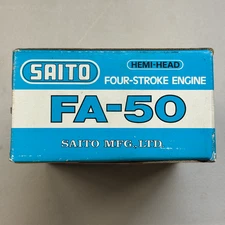 SAITO
HEMI-HEAD
FOUR-STROKE ENGINE
FA-50
SAITO MFG., LTD.